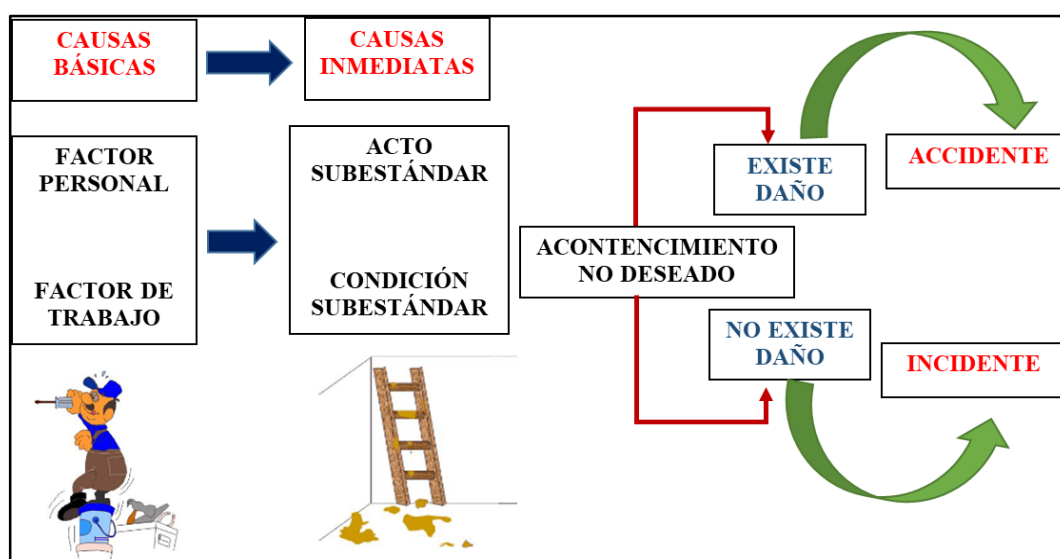 CAUSAS
BÁSICAS
CAUSAS
INMEDIATAS
FACTOR
PERSONAL
FACTOR DE
TRABAJO
ACTO
SUBESTÁNDAR
CONDICIÓN
SUBESTÁNDAR
ACONTENCIMIENTO
NO DESEADO
EXISTE
DAÑO
ACCIDENTE
NO EXISTE
DAÑO
INCIDENTE